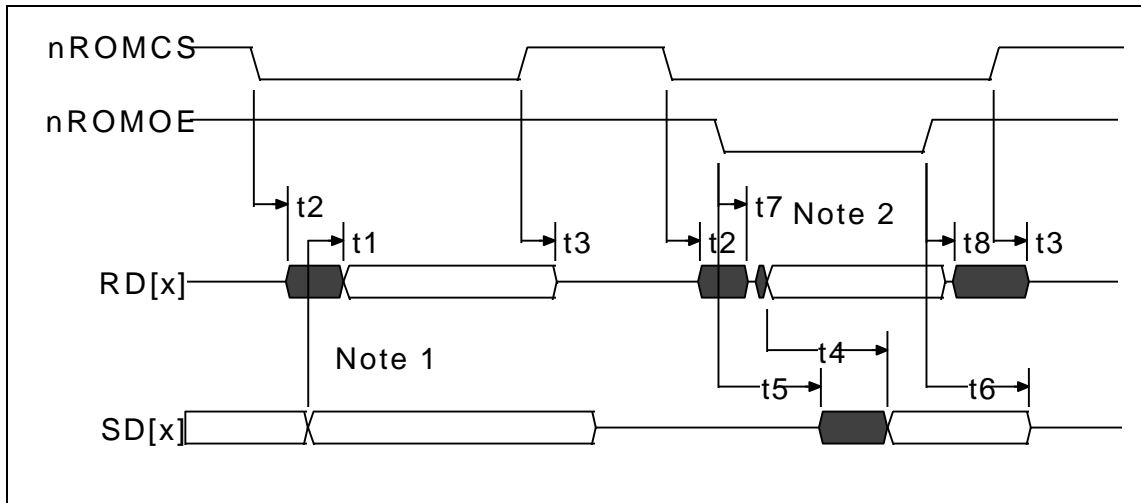 nROMCS
nROMOE
t2 t7 Note 2
t1 t3 t2 t8 t3
RD[x]
Note 1 t4
t5 t6
SD[x]